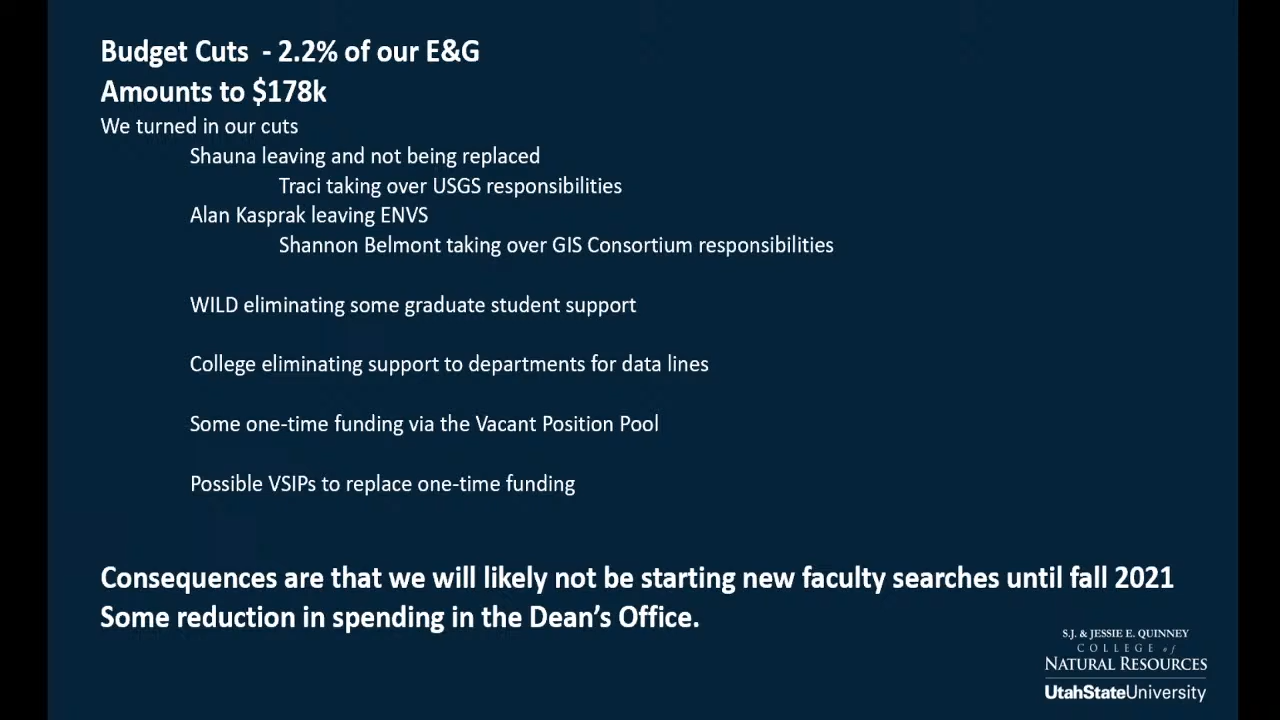 Budget Cuts - 2.2% of our E&G
Amounts to $178k
We turned in our cuts
Shauna leaving and not being replaced
Traci taking over USGS responsibilities
Alan Kasprak leaving ENVS
Shannon Belmont taking over GIS Consortium responsibilities
WILD eliminating some graduate student support
College eliminating support to departments for data lines
Some one-time funding via the Vacant Position Pool
Possible VSIPs to replace one-time funding
Consequences are that we will likely not be starting new faculty searches until fall 2021
Some reduction in spending in the Dean’s Office.
S.J. & JESSIE E. QUINNEY
COLLEGE of
NATURAL RESOURCES
UtahStateUniversity